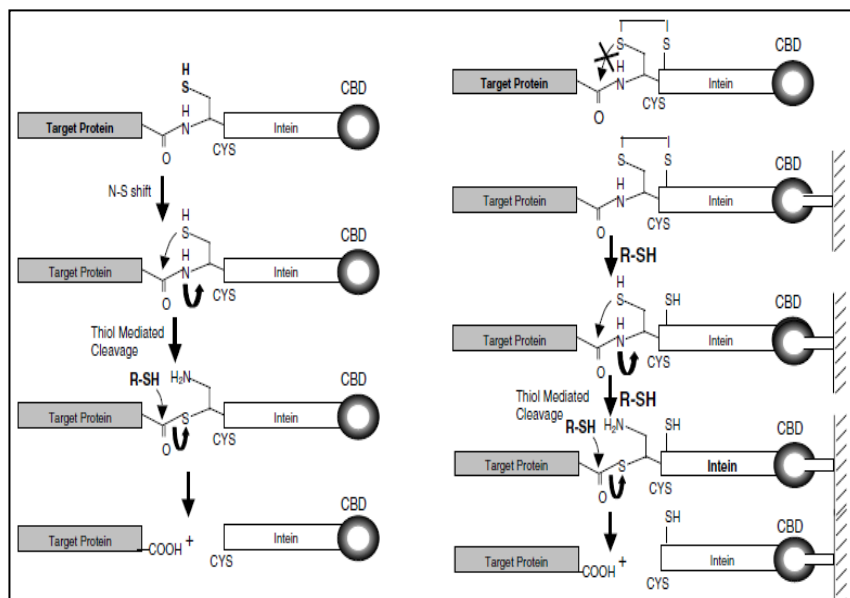 H
S
CBD
H
Target Protein
N
Intein
CYS
O
N-S shift
H
S
CBD
H
Target Protein
N
Intein
O
CYS
Thiol Mediated
Cleavage
R-SH
H₂N
CBD
Target Protein
S
Intein
O
CYS
CBD
Target Protein
COOH
+
Intein
CYS
S
S
CBD
H
Target Protein
N
Intein
CYS
O
S
S
CBD
H
Target Protein
N
Intein
CYS
O
R-SH
H
S
SH
CBD
H
Target Protein
N
Intein
O
CYS
Thiol Mediated
Cleavage
R-SH
R-SH
H₂N
SH
CBD
Target Protein
S
Intein
O
CYS
SH
CBD
Target Protein
COOH
+
Intein
CYS